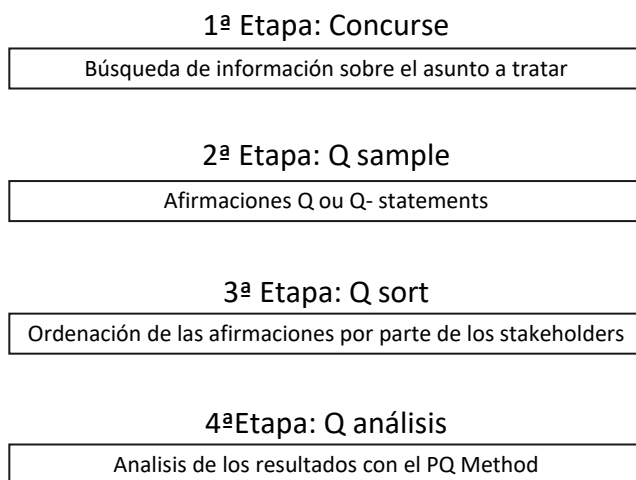 1ª Etapa: Concurse
Búsqueda de información sobre el asunto a tratar
2ª Etapa: Q sample
Afirmaciones Q ou Q- statements
3ª Etapa: Q sort
Ordenación de las afirmaciones por parte de los stakeholders
4ªEtapa: Q análisis
Analisis de los resultados con el PQ Method